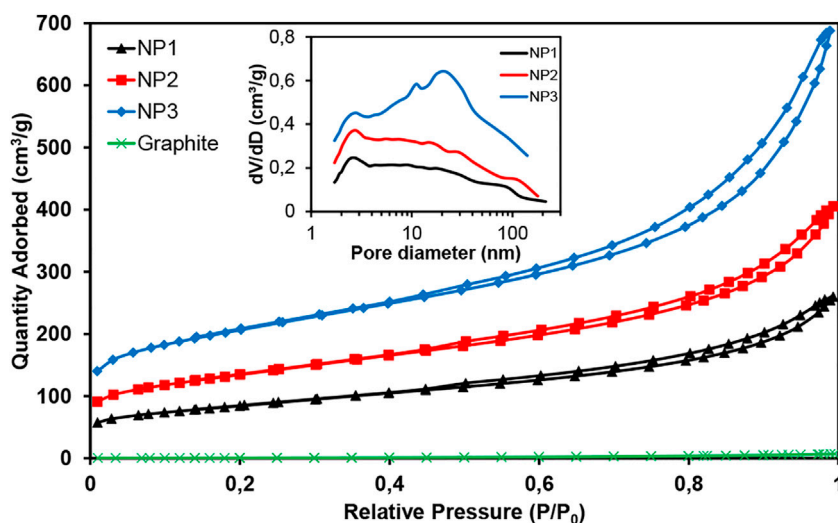 700
600
500
400
300
200
100
0
Quantity Adsorbed (cm³/g)
NP1
NP2
NP3
Graphite
0,8
0,6
0,4
0,2
0
dV/dD (cm³/g)
NP1
NP2
NP3
1 10 100
Pore diameter (nm)
0 0,2 0,4 0,6 0,8 1
Relative Pressure (P/P₀)